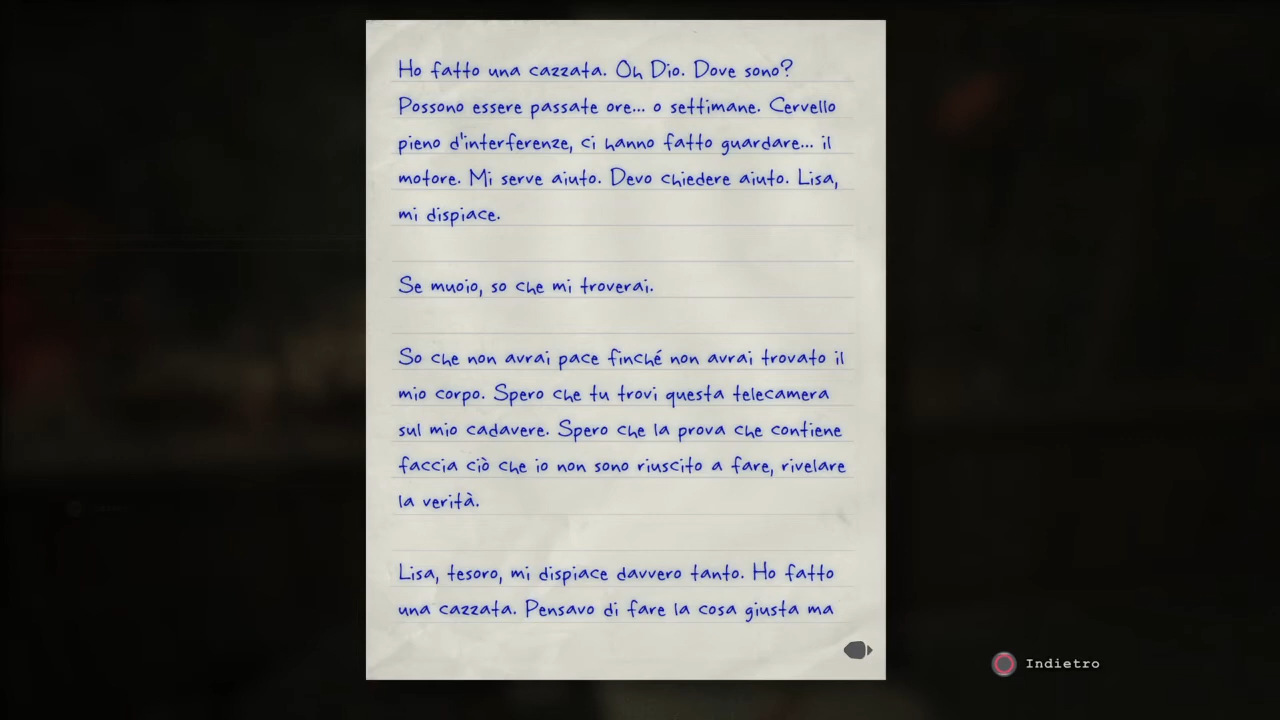 Ho fatto una cazzata. Oh Dio. Dove sono?
Possono essere passate ore... o settimane. Cervello
pieno d'interferenze, ci hanno fatto guardare... il
motore. Mi serve aiuto. Devo chiedere aiuto. Lisa,
mi dispiace.
Se muoio, so che mi troverai.
So che non avrai pace finché non avrai trovato il
mio corpo. Spero che tu trovi questa telecamera
sul mio cadavere. Spero che la prova che contiene
faccia ciò che io non sono riuscito a fare, rivelare
la verità.
Lisa, tesoro, mi dispiace davvero tanto. Ho fatto
una cazzata. Pensavo di fare la cosa giusta ma
Indietro